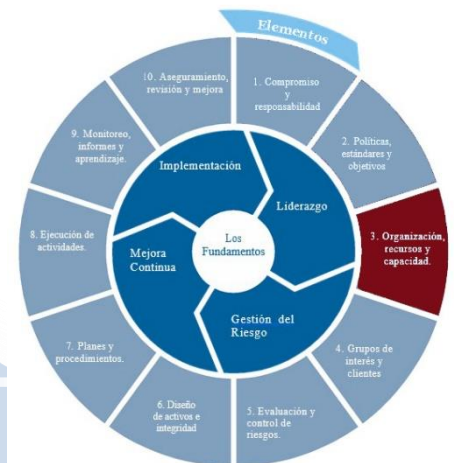 Elementos
1. Compromiso
y
responsabilidad
2. Políticas,
estándares y
objetivos
3. Organización,
recursos y
capacidad.
4. Grupos de
interés y
clientes
5. Evaluación y
control de
riesgos.
6. Diseño
de activos e
integridad
7. Planes y
procedimientos.
8. Ejecución de
actividades.
9. Monitoreo,
informes y
aprendizaje.
10. Aseguramiento,
revisión y mejora
Implementación
Liderazgo
Gestión del
Riesgo
Mejora
Continua
Los
Fundamentos